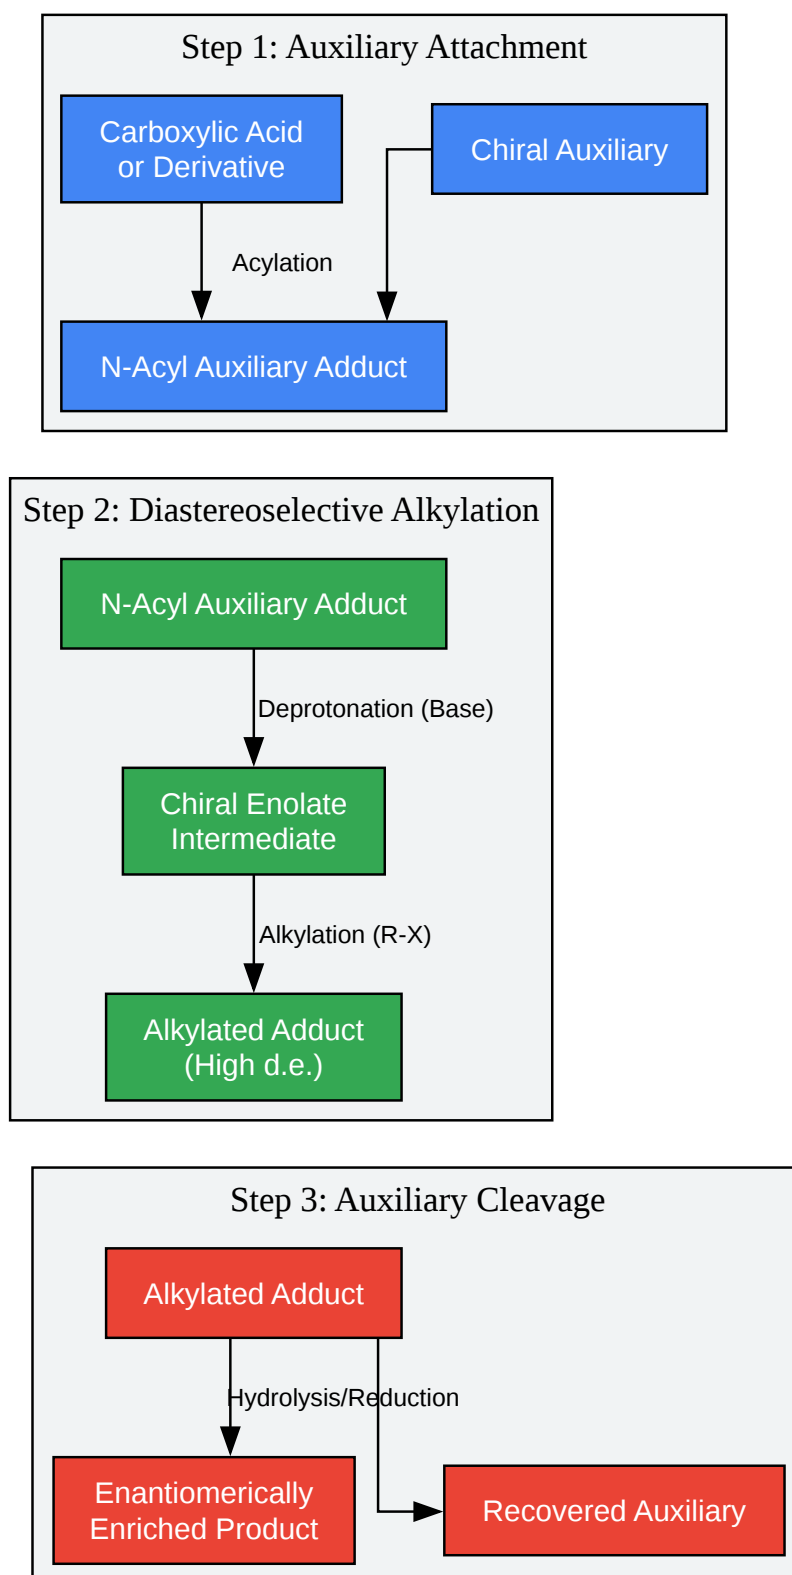 Step 1: Auxiliary Attachment
Carboxylic Acid
or Derivative
Chiral Auxiliary
Acylation
N-Acyl Auxiliary Adduct
Step 2: Diastereoselective Alkylation
N-Acyl Auxiliary Adduct
Deprotonation (Base)
Chiral Enolate
Intermediate
Alkylation (R-X)
Alkylated Adduct
(High d.e.)
Step 3: Auxiliary Cleavage
Alkylated Adduct
Hydrolysis/Reduction
Enantiomerically
Enriched Product
Recovered Auxiliary